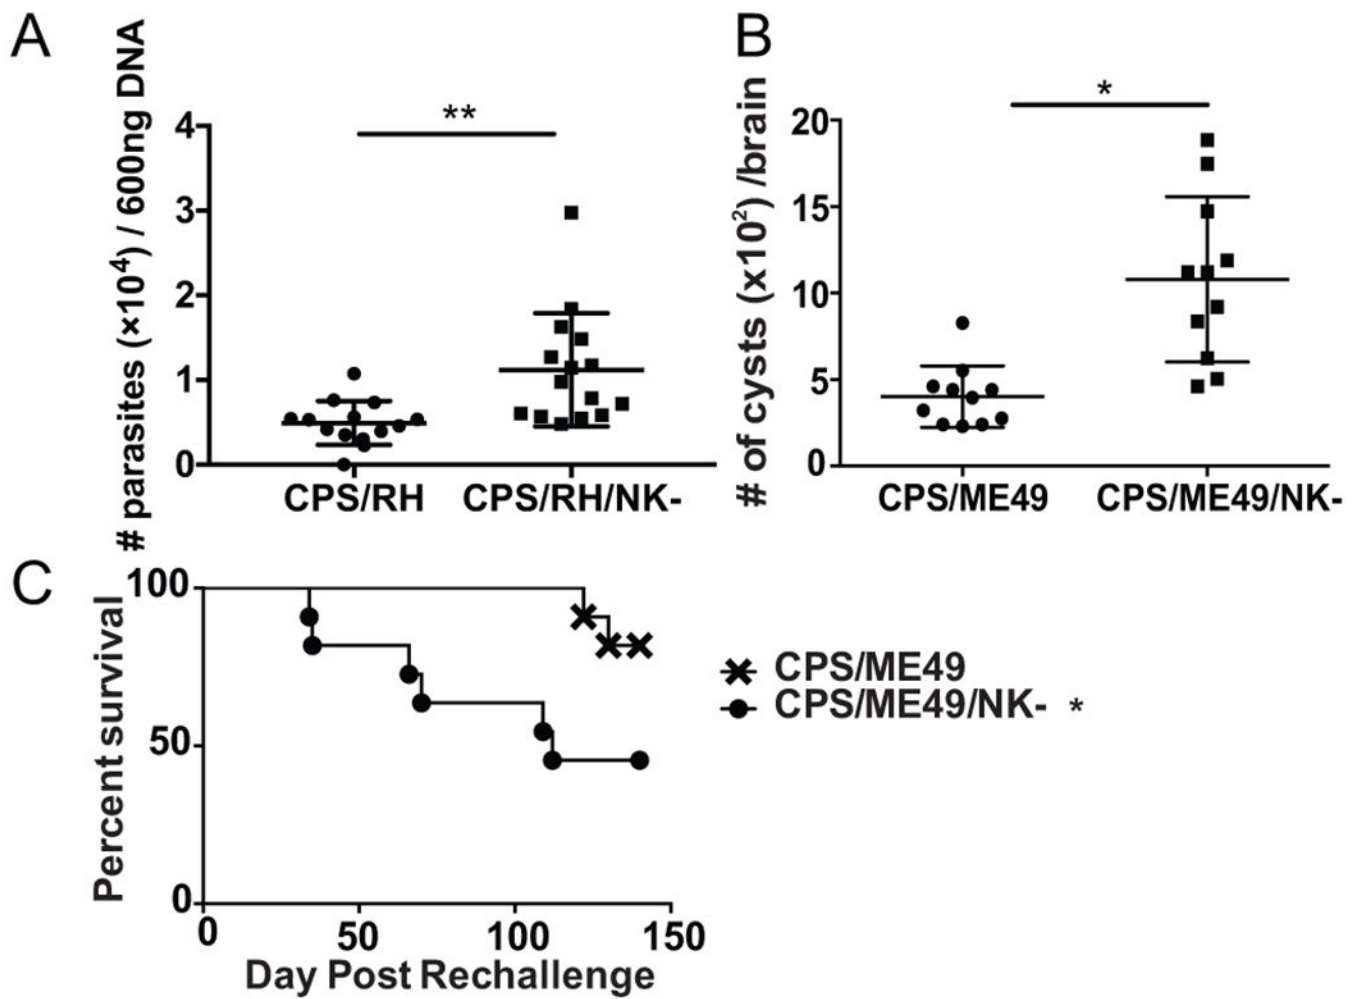 A
# parasites (×10⁴) / 600ng DNA
4
3
2
1
0
**
CPS/RH
CPS/RH/NK-
B
# of cysts (x10²) /brain
20
15
10
5
0
*
CPS/ME49
CPS/ME49/NK-
C
Percent survival
100
50
0
0 50 100 150
Day Post Rechallenge
CPS/ME49
CPS/ME49/NK- *